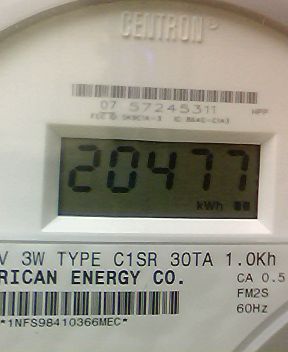 CENTRON®
07 57245311
20477
kWh
V 3W TYPE C1SR 30TA 1.0Kh
RICAN ENERGY CO.
CA 0.5
FM2S
60Hz
*1NFS98410366MEC*